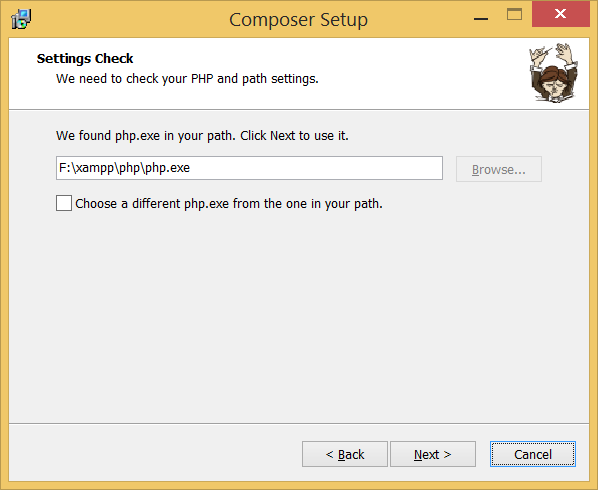 Composer Setup
Settings Check
We need to check your PHP and path settings.
We found php.exe in your path. Click Next to use it.
F:\xampp\php\php.exe
Browse...
Choose a different php.exe from the one in your path.
< Back
Next >
Cancel